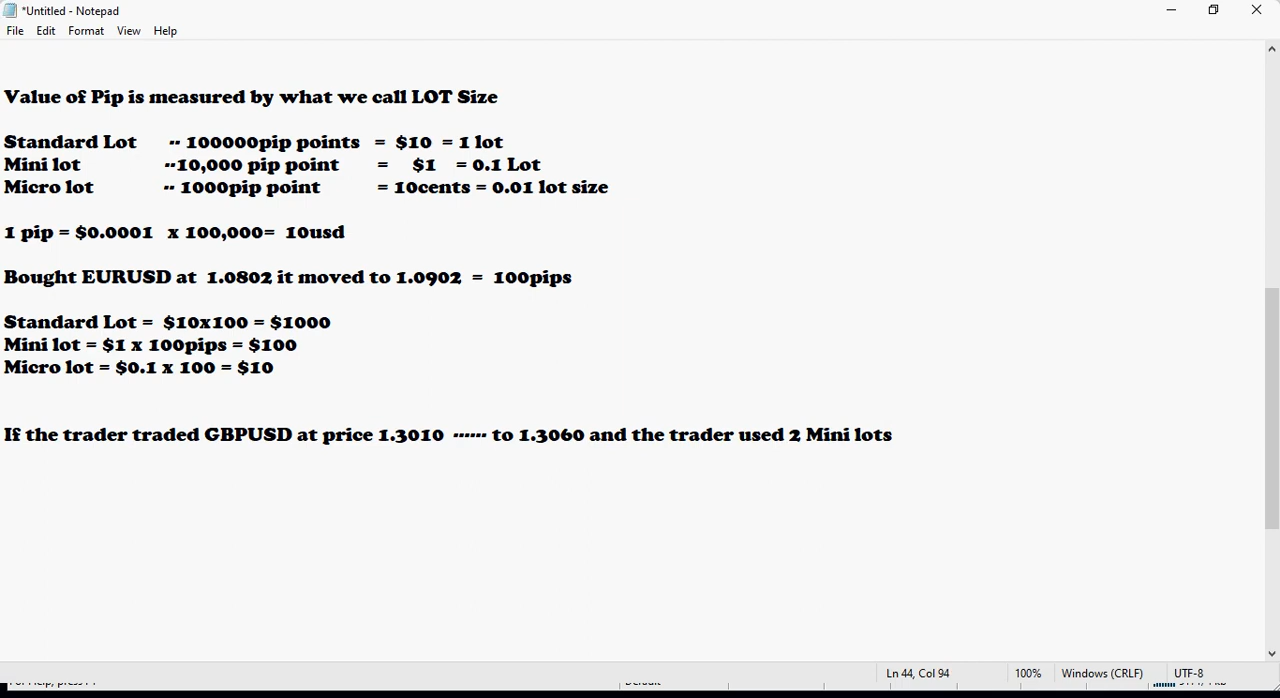 *Untitled - Notepad
File Edit Format View Help
Value of Pip is measured by what we call LOT Size
Standard Lot -- 100000pip points = $10 = 1 lot
Mini lot --10,000 pip point = $1 = 0.1 Lot
Micro lot -- 1000pip point = 10cents = 0.01 lot size
1 pip = $0.0001 x 100,000= 10usd
Bought EURUSD at 1.0802 it moved to 1.0902 = 100pips
Standard Lot = $10x100 = $1000
Mini lot = $1 x 100pips = $100
Micro lot = $0.1 x 100 = $10
If the trader traded GBPUSD at price 1.3010 ------ to 1.3060 and the trader used 2 Mini lots
Ln 44, Col 94 100% Windows (CRLF) UTF-8